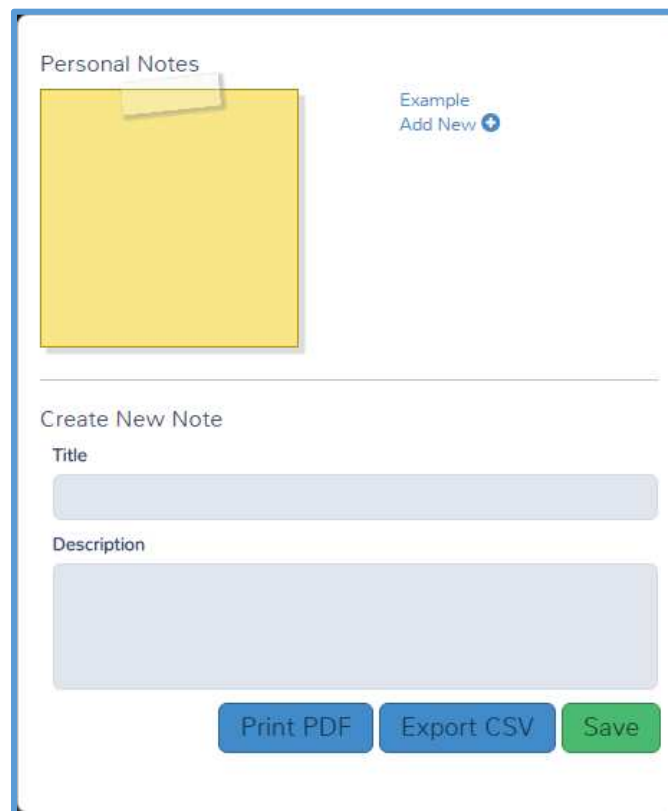 Personal Notes
Example
Add New
Create New Note
Title
Description
Print PDF Export CSV Save